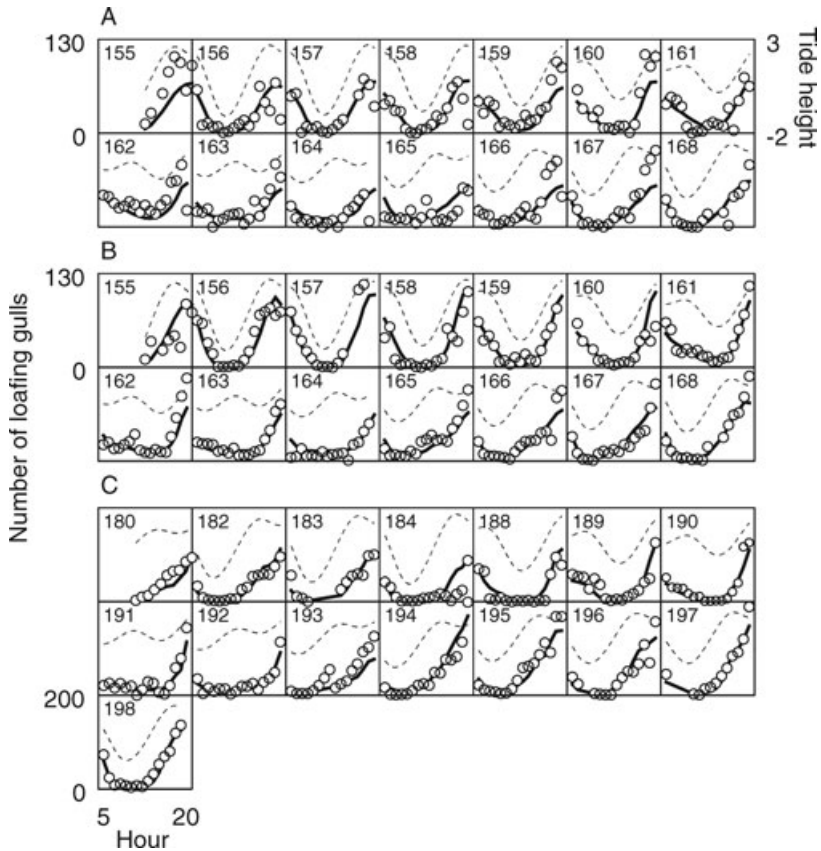 A
130 155 156 157 158 159 160 161 3
0 -2
Tide height
162 163 164 165 166 167 168
B
130 155 156 157 158 159 160 161
0
162 163 164 165 166 167 168
Number of loafing gulls
C
180 182 183 184 188 189 190
191 192 193 194 195 196 197
200
198
0
5 20
Hour